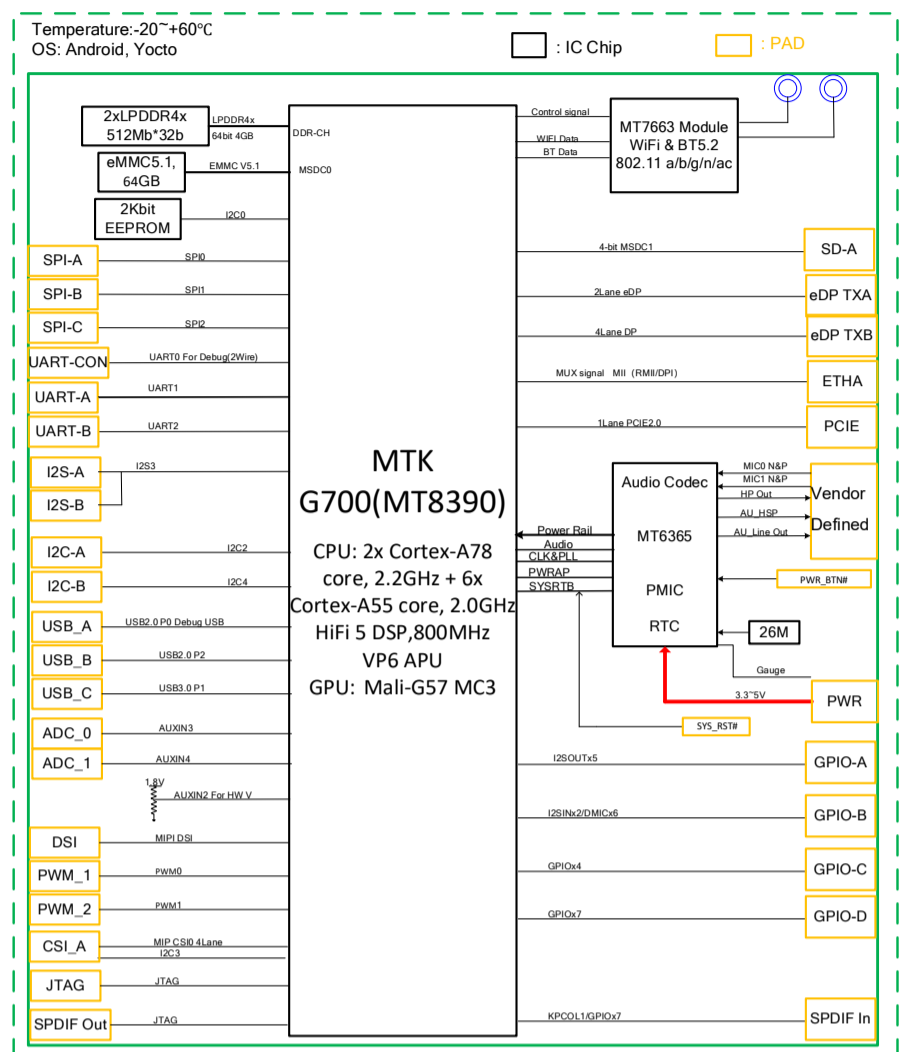 Temperature:-20~+60℃
OS: Android, Yocto
: IC Chip
: PAD
2xLPDDR4x
512Mb*32b
LPDDR4x
64bit 4GB
DDR-CH
eMMC5.1,
64GB
EMMC V5.1
MSDC0
2Kbit
EEPROM
I2C0
SPI-A
SPI0
SPI-B
SPI1
SPI-C
SPI2
UART-CON
UART0 For Debug(2Wire)
UART-A
UART1
UART-B
UART2
I2S-A
I2S3
I2S-B
I2C-A
I2C2
I2C-B
I2C4
USB_A
USB2.0 P0 Debug USB
USB_B
USB2.0 P2
USB_C
USB3.0 P1
ADC_0
AUXIN3
ADC_1
AUXIN4
1.8V
AUXIN2 For HW V
DSI
MIPI DSI
PWM_1
PWM0
PWM_2
PWM1
CSI_A
MIP CSI0 4Lane
I2C3
JTAG
JTAG
SPDIF Out
JTAG
MTK
G700(MT8390)
CPU: 2x Cortex-A78
core, 2.2GHz + 6x
Cortex-A55 core, 2.0GHz
HiFi 5 DSP,800MHz
VP6 APU
GPU: Mali-G57 MC3
Control signal
WIFI Data
BT Data
MT7663 Module
WiFi & BT5.2
802.11 a/b/g/n/ac
4-bit MSDC1
SD-A
2Lane eDP
eDP TXA
4Lane DP
eDP TXB
MUX signal MII (RMII/DPI)
ETHA
1Lane PCIE2.0
PCIE
Audio Codec
MT6365
PMIC
RTC
MIC0 N&P
MIC1 N&P
HP Out
AU_HSP
AU_Line Out
Vendor
Defined
Power Rail
Audio
CLK&PLL
PWRAP
SYSRTB
PWR_BTN#
26M
Gauge
3.3~5V
PWR
SYS_RST#
I2SOUTx5
GPIO-A
I2SINx2/DMICx6
GPIO-B
GPIOx4
GPIO-C
GPIOx7
GPIO-D
KPCOL1/GPIOx7
SPDIF In